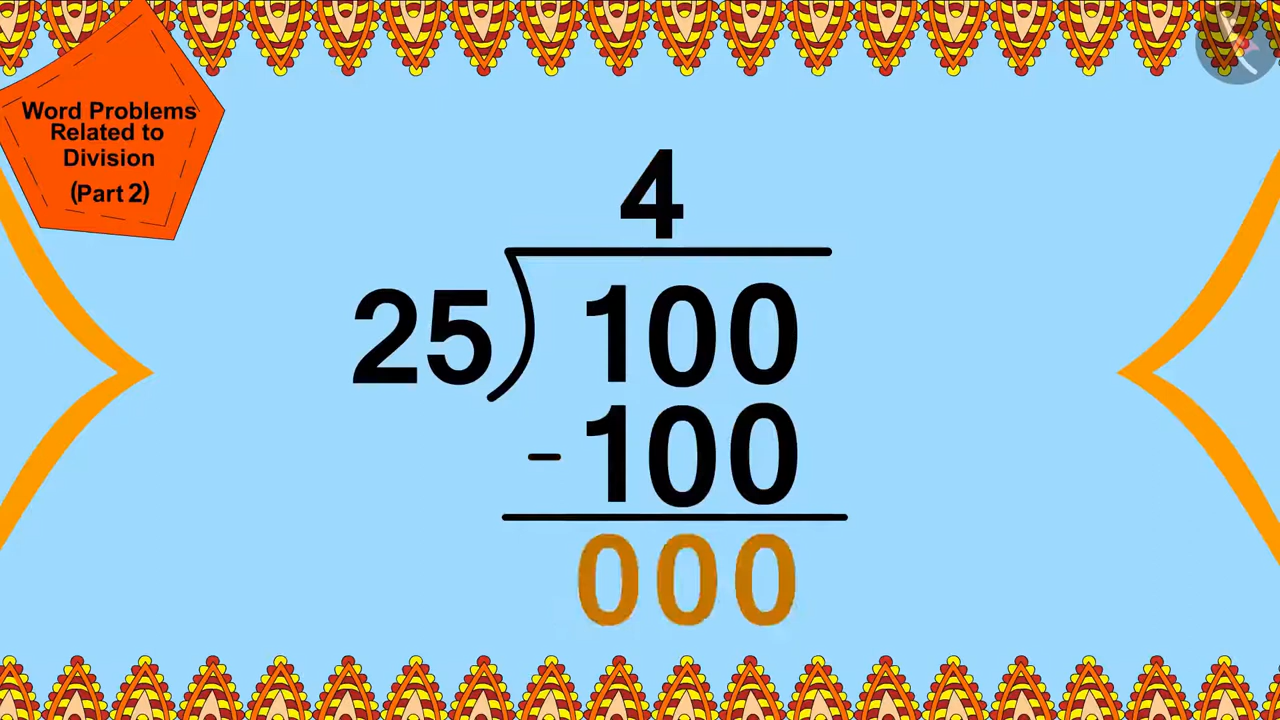 Word Problems
Related to
Division
(Part 2)
4
25 100
- 100
000